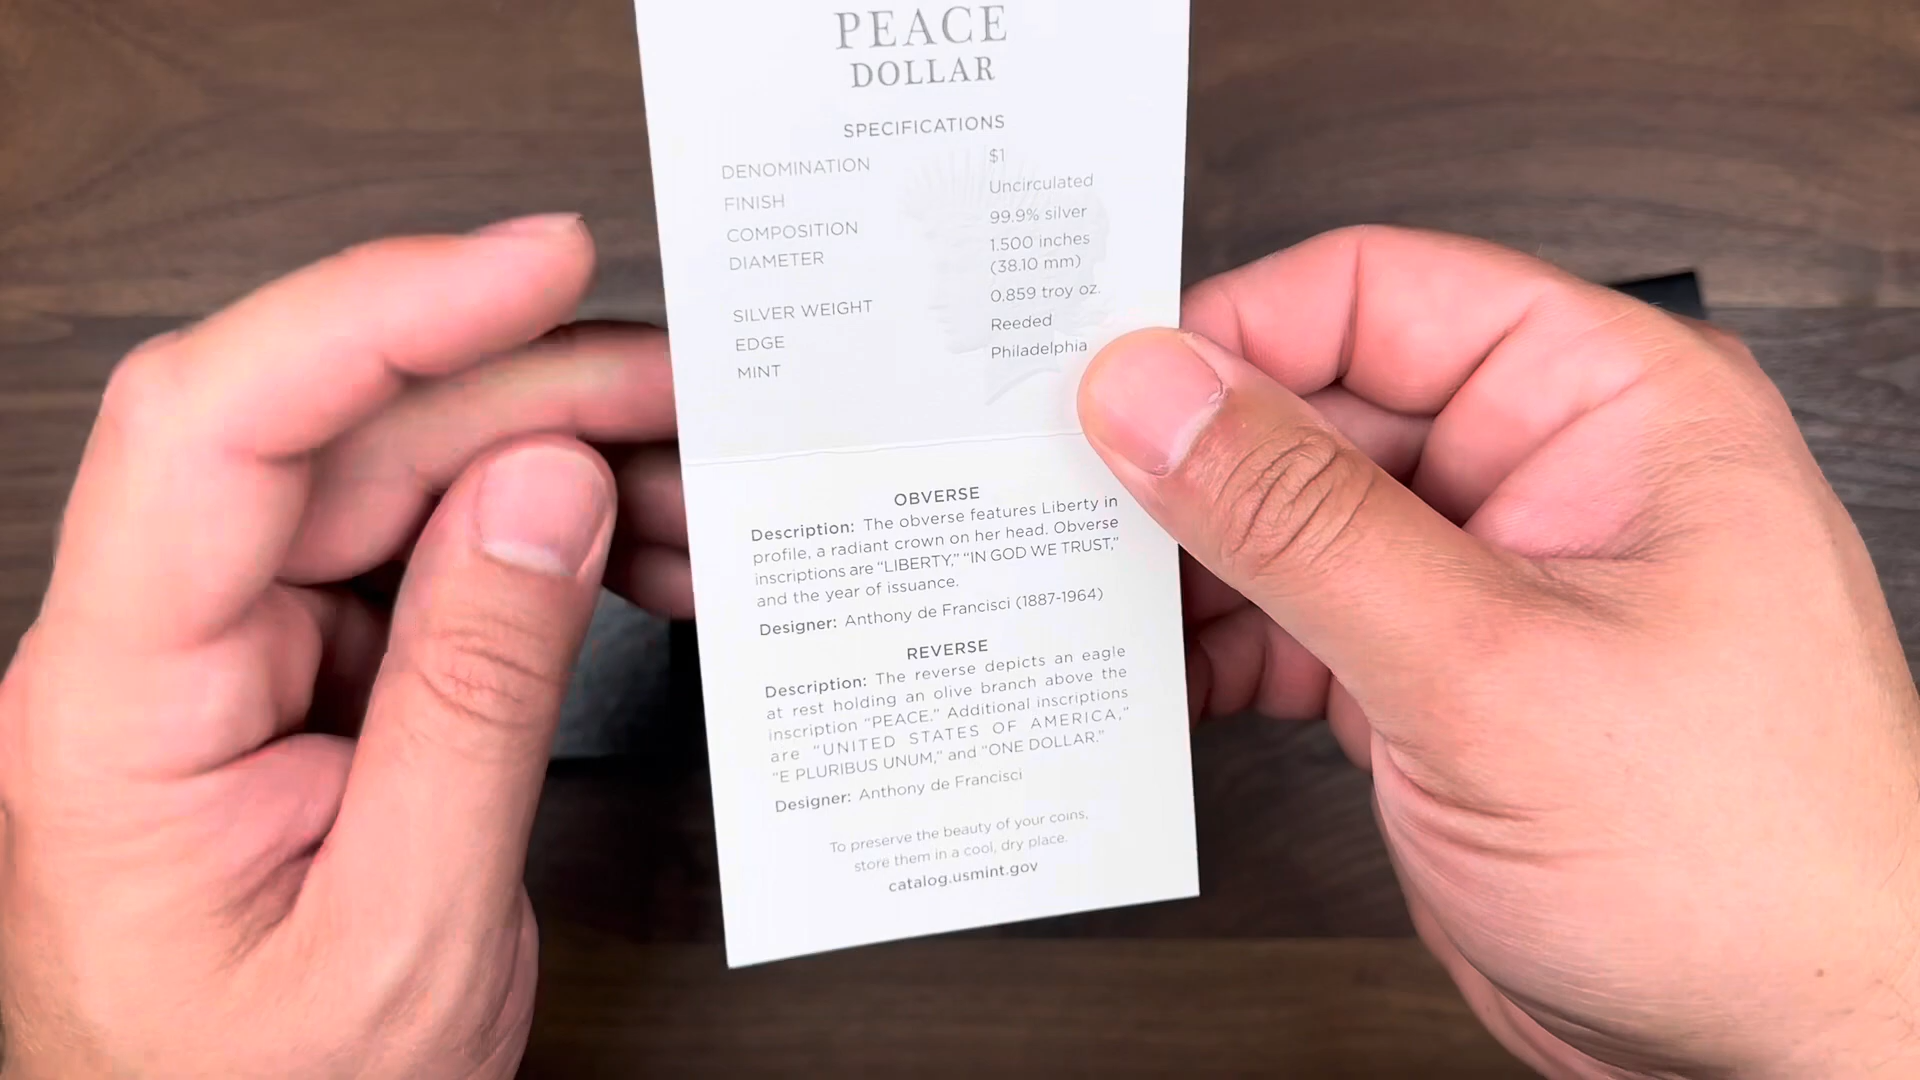 PEACE
DOLLAR
SPECIFICATIONS
DENOMINATION $1
FINISH Uncirculated
COMPOSITION 99.9% silver
DIAMETER 1.500 inches
(38.10 mm)
SILVER WEIGHT 0.859 troy oz.
EDGE Reeded
MINT Philadelphia
OBVERSE
Description: The obverse features Liberty in
profile, a radiant crown on her head. Obverse
inscriptions are “LIBERTY,” “IN GOD WE TRUST,”
and the year of issuance.
Designer: Anthony de Francisci (1887-1964)
REVERSE
Description: The reverse depicts an eagle
at rest holding an olive branch above the
inscription “PEACE.” Additional inscriptions
are “UNITED STATES OF AMERICA,”
“E PLURIBUS UNUM,” and “ONE DOLLAR.”
Designer: Anthony de Francisci
To preserve the beauty of your coins,
store them in a cool, dry place.
catalog.usmint.gov